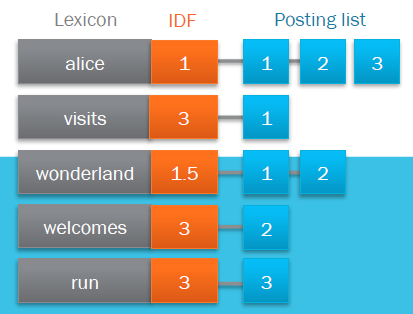 Lexicon IDF Posting list
alice 1 1 2 3
visits 3 1
wonderland 1.5 1 2
welcomes 3 2
run 3 3